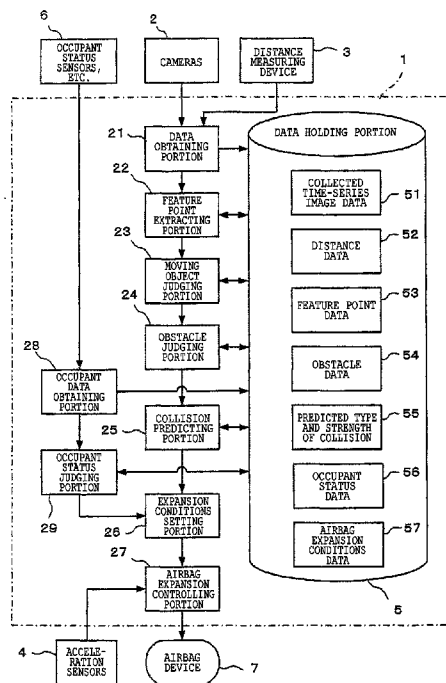 6
2
3
1
OCCUPANT
STATUS
SENSORS,
ETC.
CAMERAS
DISTANCE
MEASURING
DEVICE
21
DATA
OBTAINING
PORTION
DATA HOLDING PORTION
22
FEATURE
POINT
EXTRACTING
PORTION
COLLECTED
TIME-SERIES
IMAGE DATA
51
23
MOVING OBJECT
JUDGING
PORTION
DISTANCE
DATA
52
24
OBSTACLE
JUDGING
PORTION
FEATURE POINT
DATA
53
28
OCCUPANT
DATA
OBTAINING
PORTION
OBSTACLE
DATA
54
25
COLLISION
PREDICTING
PORTION
PREDICTED TYPE
AND STRENGTH
OF COLLISION
55
29
OCCUPANT
STATUS
JUDGING
PORTION
OCCUPANT
STATUS DATA
56
26
EXPANSION
CONDITIONS
SETTING
PORTION
27
AIRBAG
EXPANSION
CONTROLLING
PORTION
AIRBAG
EXPANSION
CONDITIONS
DATA
57
5
4
ACCELE-
RATION
SENSORS
AIRBAG
DEVICE
7